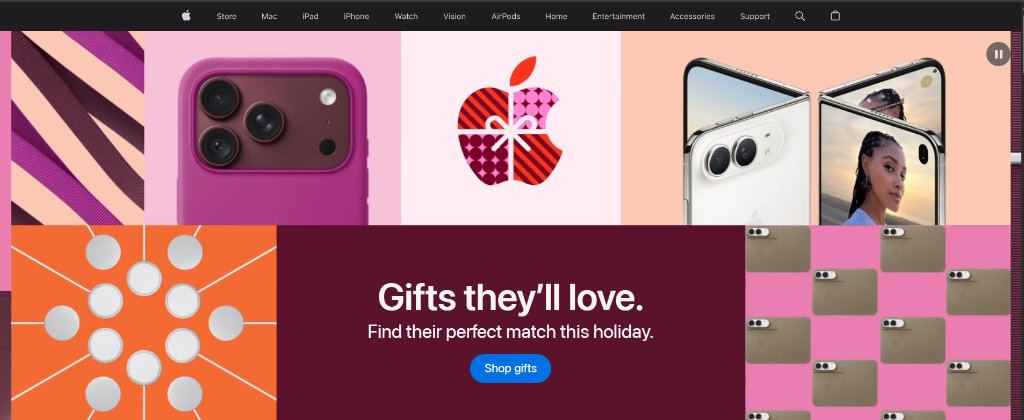 Store Mac iPad iPhone Watch Vision AirPods Home Entertainment Accessories Support
Gifts they’ll love.
Find their perfect match this holiday.
Shop gifts